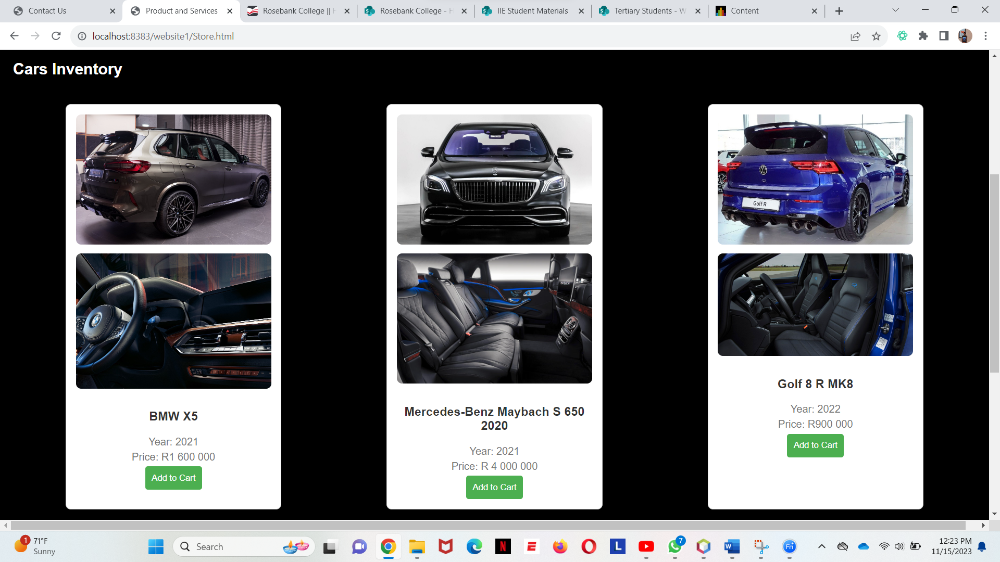 Contact Us
Product and Services
Rosebank College || H
Rosebank College - H
IIE Student Materials
Tertiary Students - W
Content
localhost:8383/website1/Store.html
Cars Inventory
Golf R
BMW X5
Year: 2021
Price: R1 600 000
Add to Cart
Mercedes-Benz Maybach S 650
2020
Year: 2021
Price: R 4 000 000
Add to Cart
Golf 8 R MK8
Year: 2022
Price: R900 000
Add to Cart
1
71°F
Sunny
Search
7
12:23 PM
11/15/2023